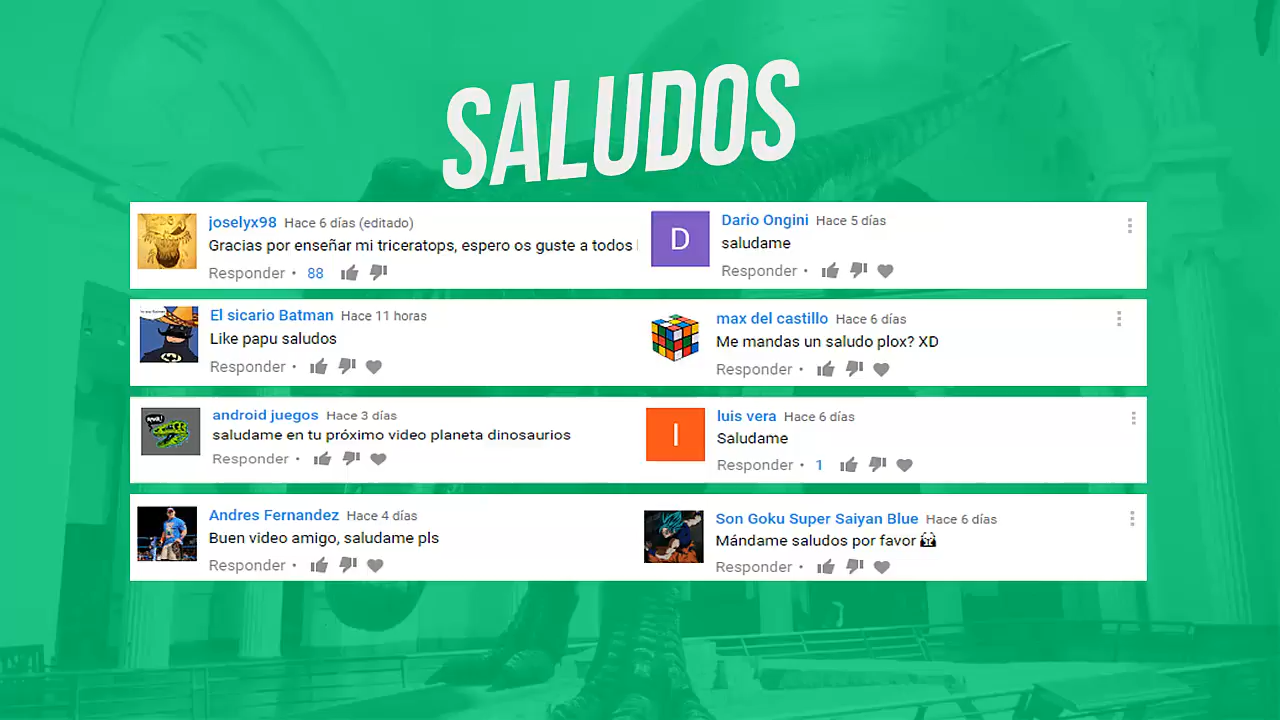 SALUDOS
joselyx98 Hace 6 días (editado)
Gracias por enseñar mi triceratops, espero os guste a todos
Responder • 88
D
Dario Ongini Hace 5 días
saludame
Responder •
El sicario Batman Hace 11 horas
Like papu saludos
Responder •
max del castillo Hace 6 días
Me mandas un saludo plox? XD
Responder •
android juegos Hace 3 días
saludame en tu próximo video planeta dinosaurios
Responder •
l
luis vera Hace 6 días
Saludame
Responder • 1
Andres Fernandez Hace 4 días
Buen video amigo, saludame pls
Responder •
Son Goku Super Saiyan Blue Hace 6 días
Mándame saludos por favor
Responder •